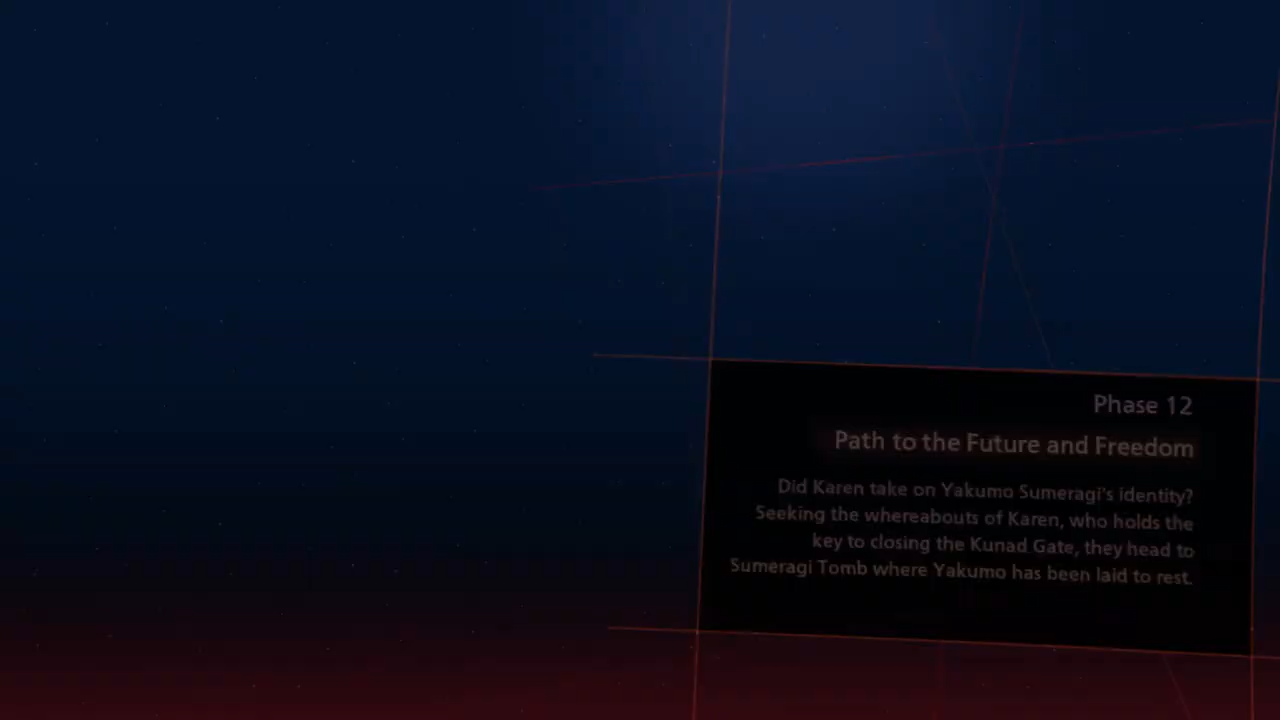 Phase 12
Path to the Future and Freedom
Did Karen take on Yakumo Sumeragi's identity?
Seeking the whereabouts of Karen, who holds the
key to closing the Kunad Gate, they head to
Sumeragi Tomb where Yakumo has been laid to rest.